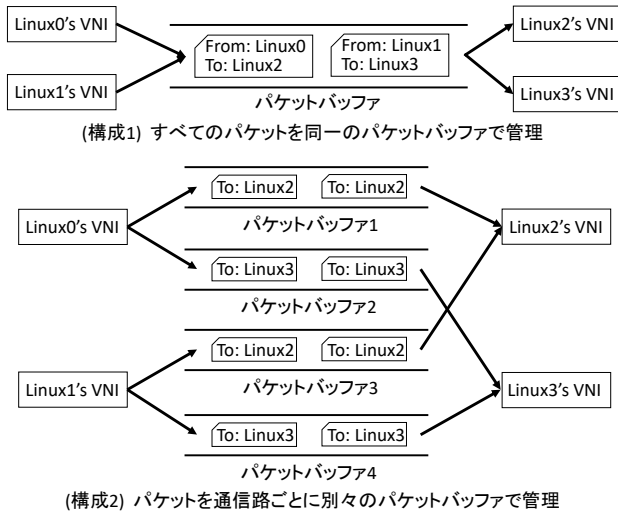 Linux0's VNI
Linux1's VNI
From: Linux0
To: Linux2
From: Linux1
To: Linux3
Linux2's VNI
Linux3's VNI
パケットバッファ
(構成1) すべてのパケットを同一のパケットバッファで管理
Linux0's VNI
Linux1's VNI
To: Linux2
To: Linux2
パケットバッファ1
To: Linux3
To: Linux3
パケットバッファ2
To: Linux2
To: Linux2
パケットバッファ3
To: Linux3
To: Linux3
パケットバッファ4
Linux2's VNI
Linux3's VNI
(構成2) パケットを通信路ごとに別々のパケットバッファで管理